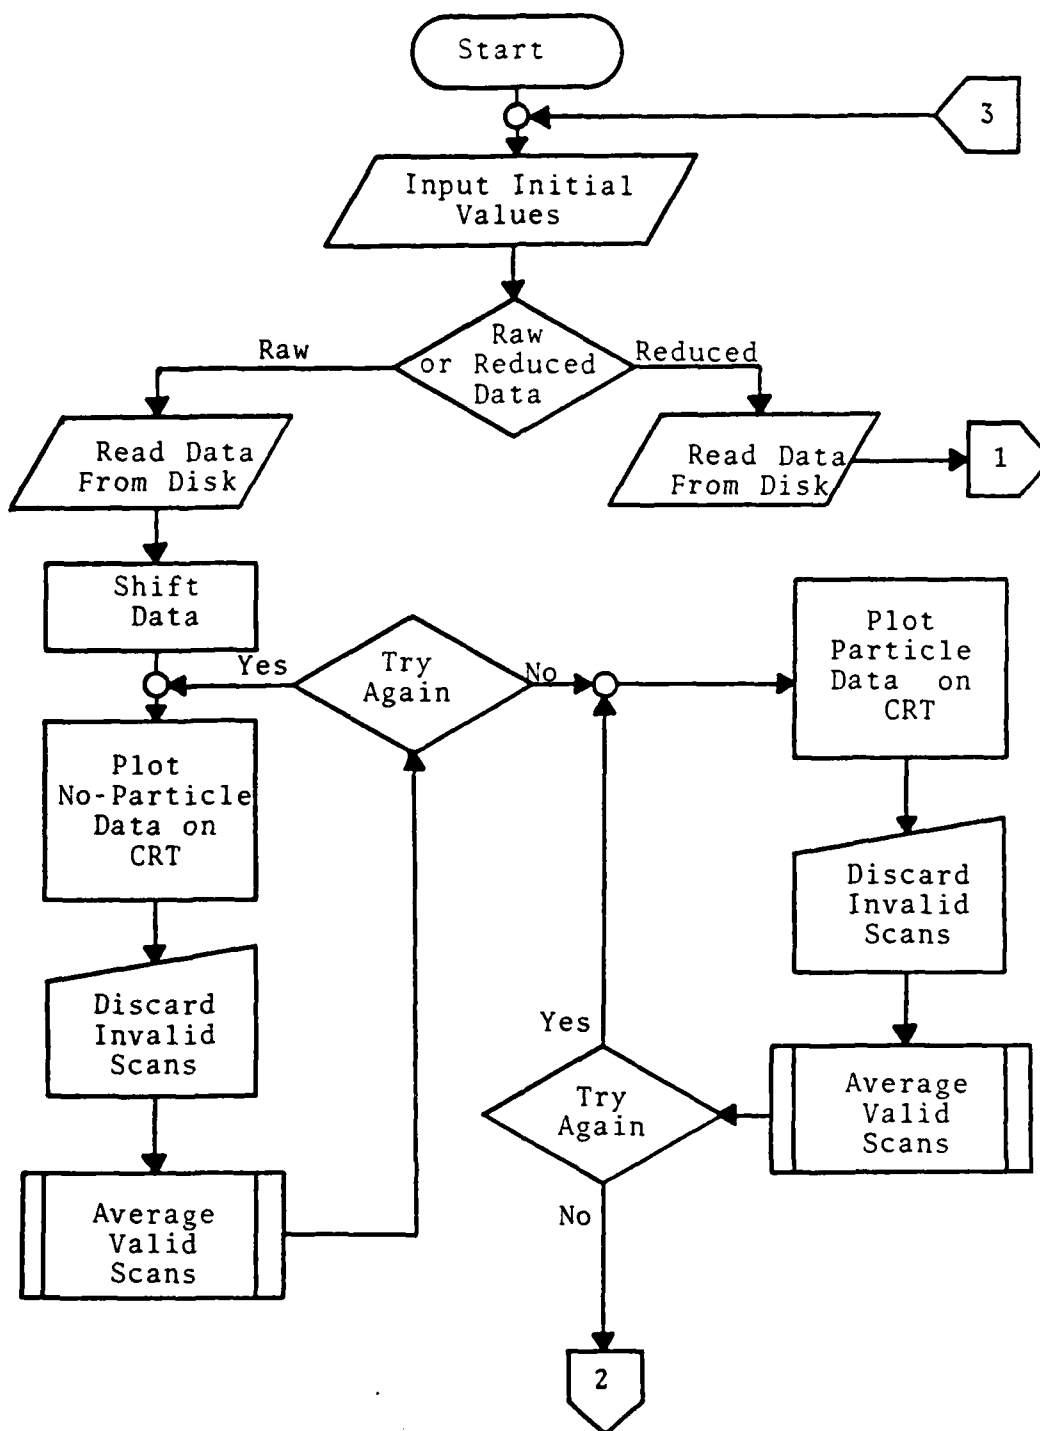 Start
3
Input Initial
Values
Raw
or Reduced
Data
Raw
Reduced
Read Data
From Disk
Read Data
From Disk
1
Shift
Data
Yes
Try
Again
No
Plot
Particle
Data on
CRT
Plot
No-Particle
Data on
CRT
Discard
Invalid
Scans
Discard
Invalid
Scans
Yes
Try
Again
Average
Valid
Scans
No
Average
Valid
Scans
2